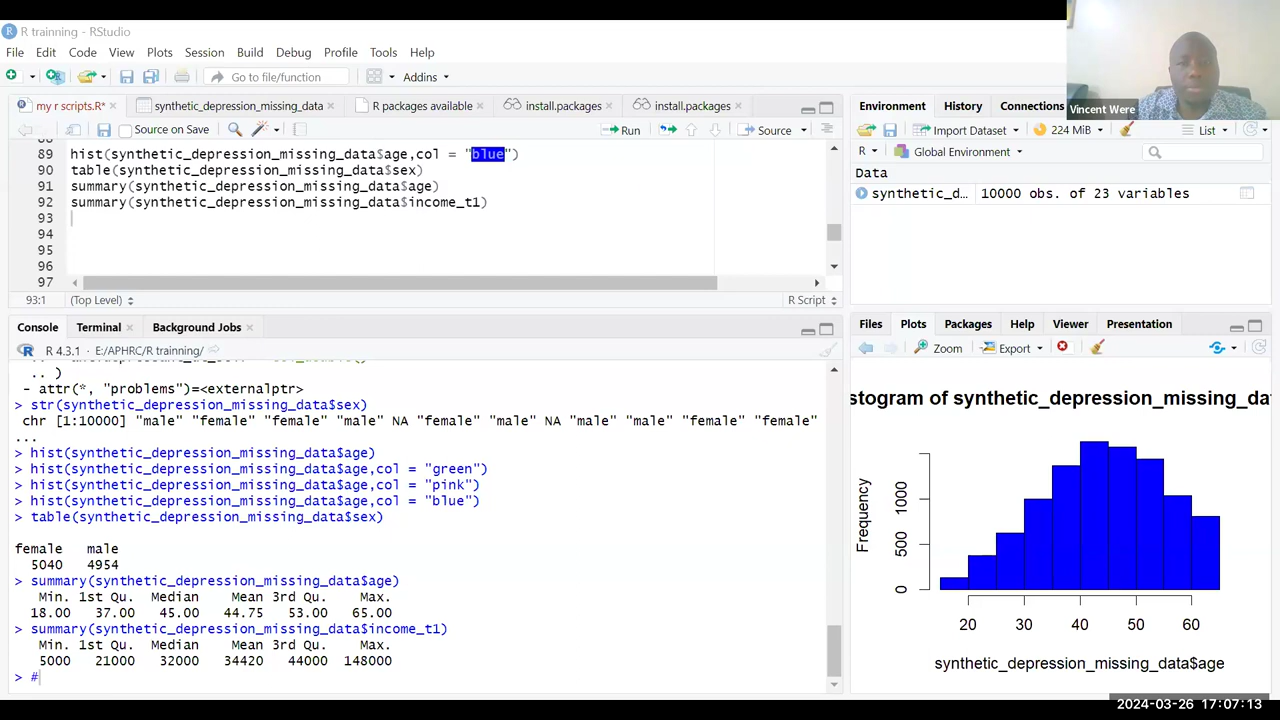 R trainning - RStudio
File Edit Code View Plots Session Build Debug Profile Tools Help
Go to file/function Addins
my r scripts.R* synthetic_depression_missing_data R packages available install.packages install.packages
Source on Save Run Source
89 hist(synthetic_depression_missing_data$age,col = "blue")
90 table(synthetic_depression_missing_data$sex)
91 summary(synthetic_depression_missing_data$age)
92 summary(synthetic_depression_missing_data$income_t1)
93
94
95
96
97
93:1 (Top Level) R Script
Console Terminal Background Jobs
R 4.3.1 · E:/APHRC/R trainning/
.. )
- attr(*, "problems")=<externalptr>
> str(synthetic_depression_missing_data$sex)
chr [1:10000] "male" "female" "female" "male" NA "female" "male" NA "male" "male" "female" "female"
...
> hist(synthetic_depression_missing_data$age)
> hist(synthetic_depression_missing_data$age,col = "green")
> hist(synthetic_depression_missing_data$age,col = "pink")
> hist(synthetic_depression_missing_data$age,col = "blue")
> table(synthetic_depression_missing_data$sex)
female male
5040 4954
> summary(synthetic_depression_missing_data$age)
Min. 1st Qu. Median Mean 3rd Qu. Max.
18.00 37.00 45.00 44.75 53.00 65.00
> summary(synthetic_depression_missing_data$income_t1)
Min. 1st Qu. Median Mean 3rd Qu. Max.
5000 21000 32000 34420 44000 148000
> #
Vincent Were
Environment History Connections
Import Dataset 224 MiB List
R Global Environment
Data
synthetic_d… 10000 obs. of 23 variables
Files Plots Packages Help Viewer Presentation
Zoom Export
stogram of synthetic_depression_missing_dat
Frequency
0 500 1000
20 30 40 50 60
synthetic_depression_missing_data$age
2024-03-26 17:07:13